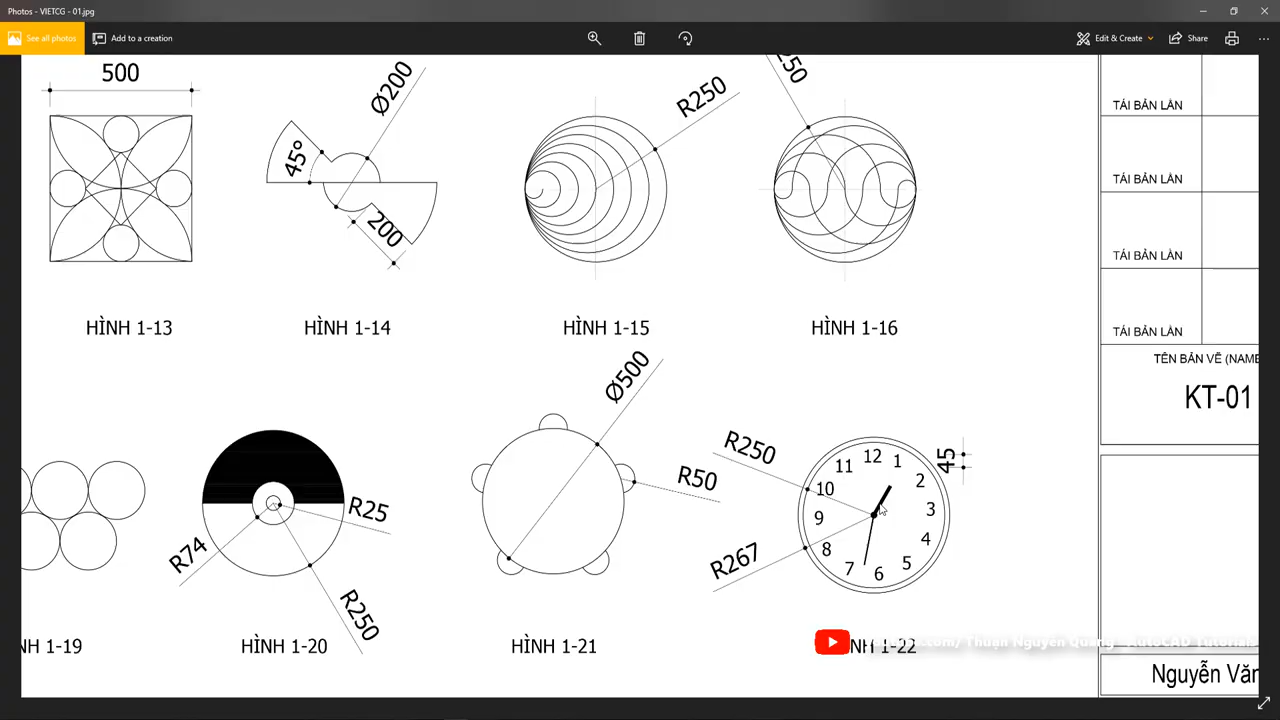 Photos - VIETCG - 01.jpg
See all photos
Add to a creation
Edit & Create
Share
500
Ø200
45°
200
R250
250
TÁI BẢN LẦN
TÁI BẢN LẦN
TÁI BẢN LẦN
TÁI BẢN LẦN
HÌNH 1-13
HÌNH 1-14
HÌNH 1-15
HÌNH 1-16
TÊN BẢN VẼ (NAME
KT-01
R25
R74
R250
Ø500
R50
R250
R267
45
12
1
2
3
4
5
6
7
8
9
10
11
NH 1-19
HÌNH 1-20
HÌNH 1-21
NH 1-22
youtube.com/ Thuận Nguyễn Quang -AutoCAD Tutorials
Nguyễn Văn